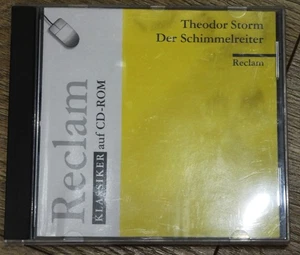 Theodor Storm
Der Schimmelreiter
Reclam
Reclam
KLASSIKER auf CD-ROM